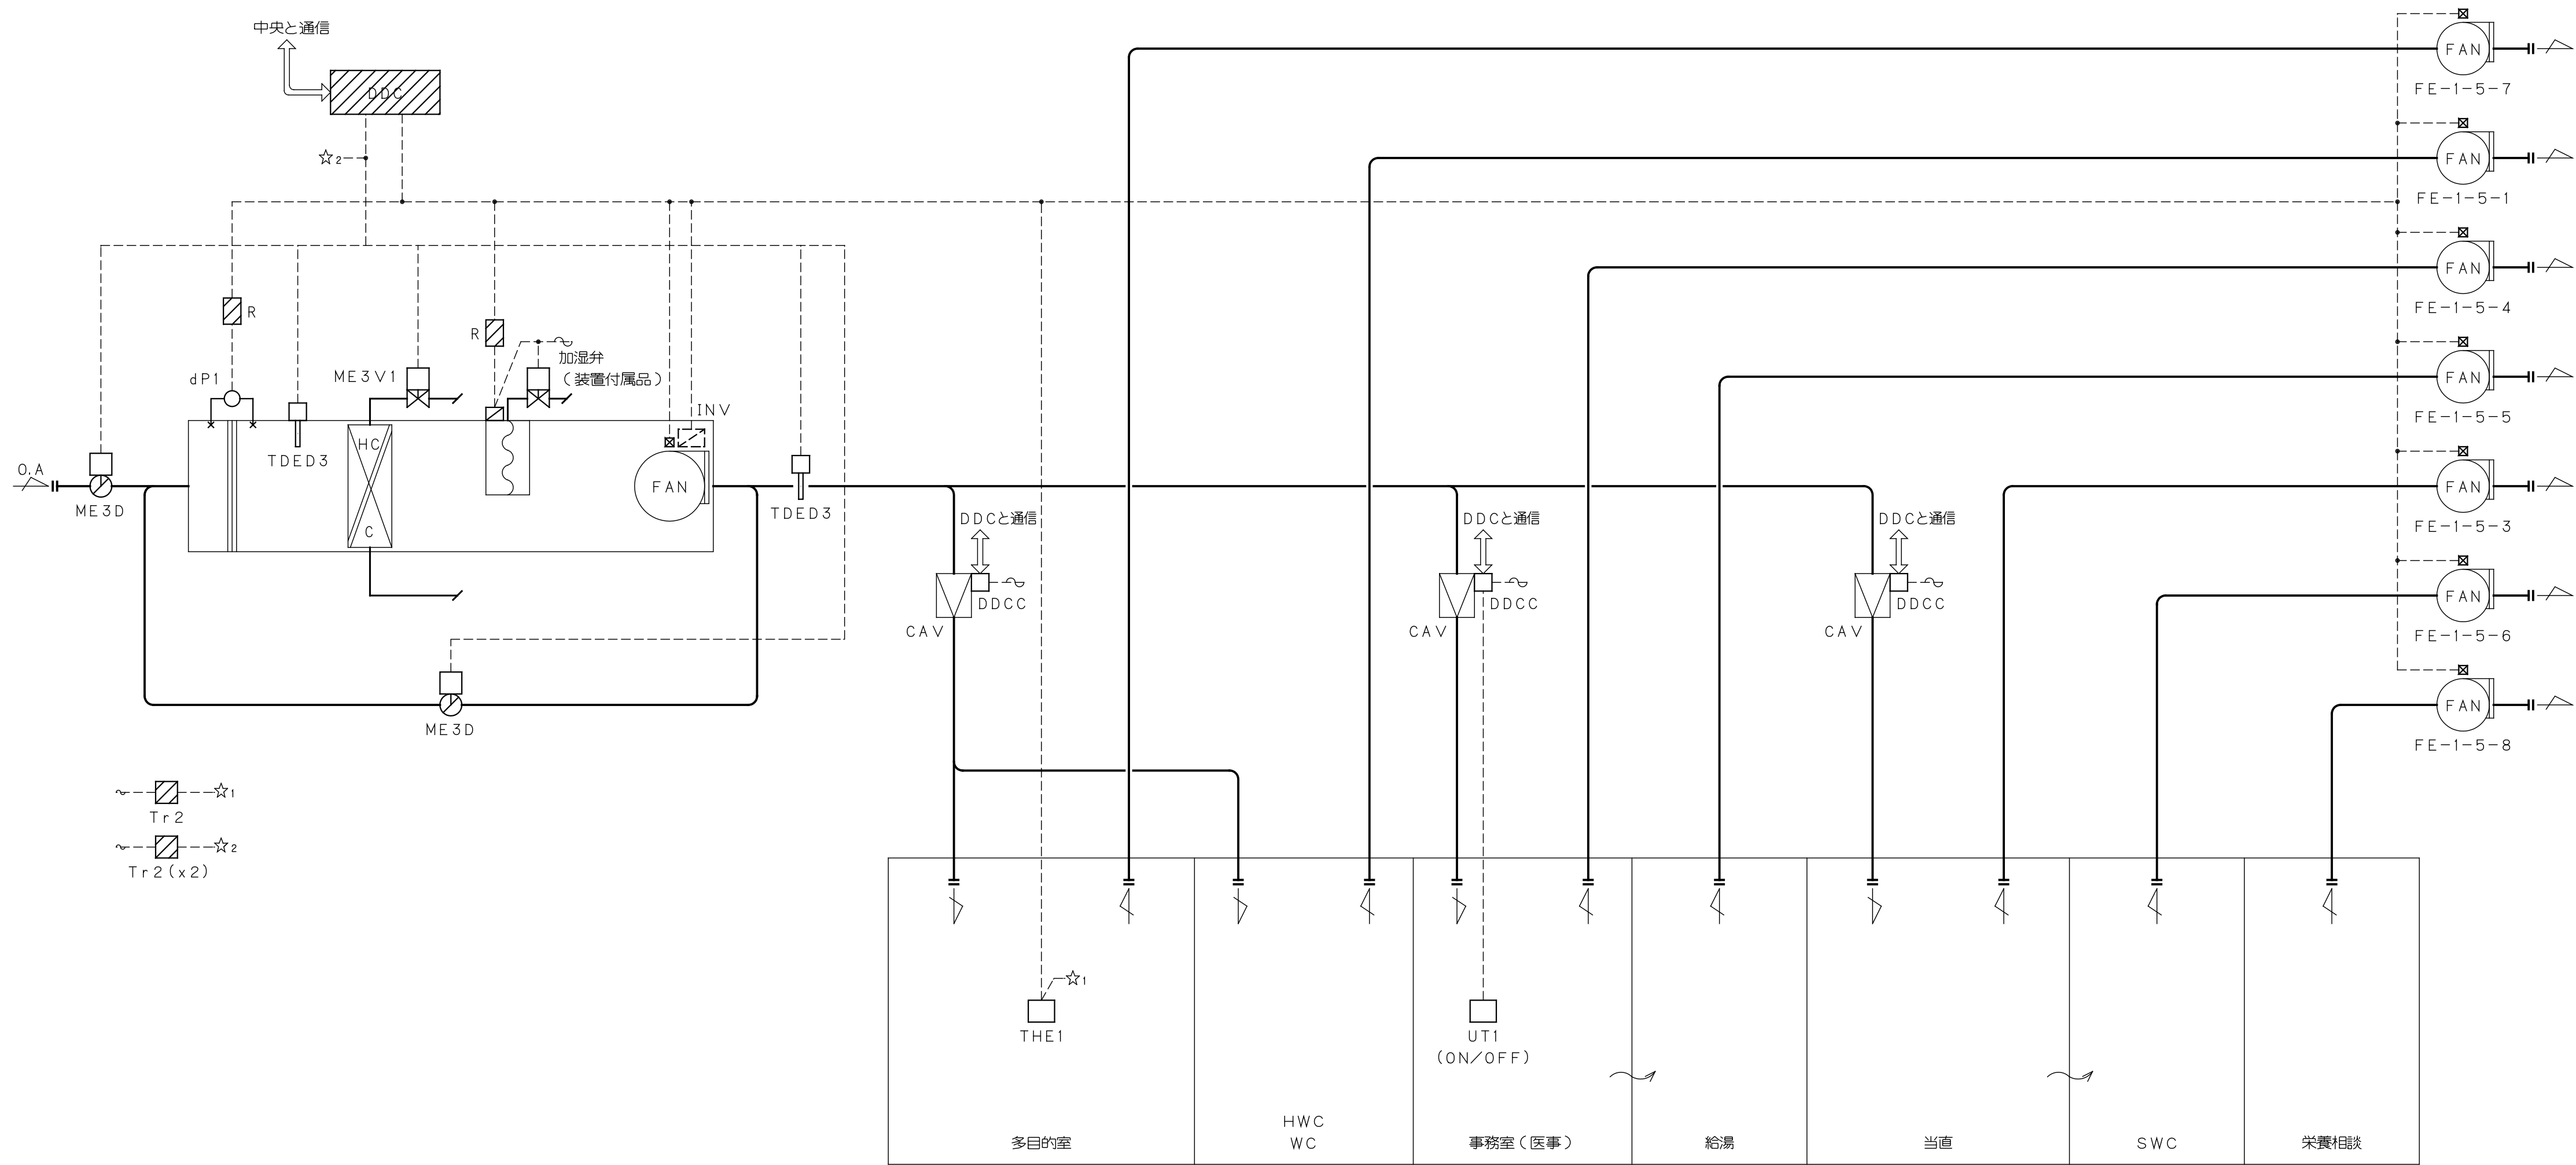 中央と通信
DDC
☆2
R
R
加湿弁
(装置付属品)
dP1
ME3V1
INV
HC
C
TDED3
O.A
ME3D
FAN
TDED3
ME3D
Tr2
☆1
Tr2(x2)
☆2
DDCと通信
DDCC
CAV
DDCと通信
DDCC
CAV
DDCと通信
DDCC
CAV
FAN
FE-1-5-7
FAN
FE-1-5-1
FAN
FE-1-5-4
FAN
FE-1-5-5
FAN
FE-1-5-3
FAN
FE-1-5-6
FAN
FE-1-5-8
☆1
THE1
UT1
(ON/OFF)
多目的室
HWC
WC
事務室(医事)
給湯
当直
SWC
栄養相談